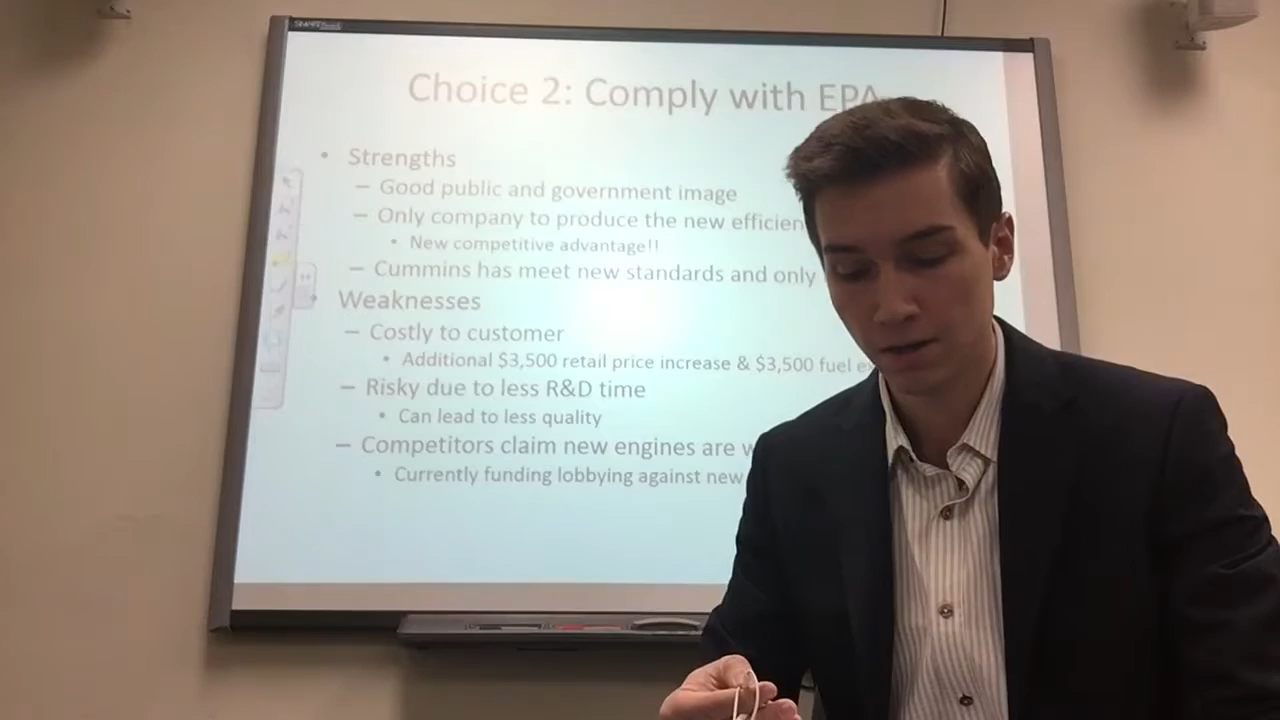 SMART Board
Choice 2: Comply with EPA
• Strengths
– Good public and government image
– Only company to produce the new efficien
• New competitive advantage!!
– Cummins has meet new standards and only
Weaknesses
– Costly to customer
• Additional $3,500 retail price increase & $3,500 fuel e
– Risky due to less R&D time
• Can lead to less quality
– Competitors claim new engines are w
• Currently funding lobbying against new